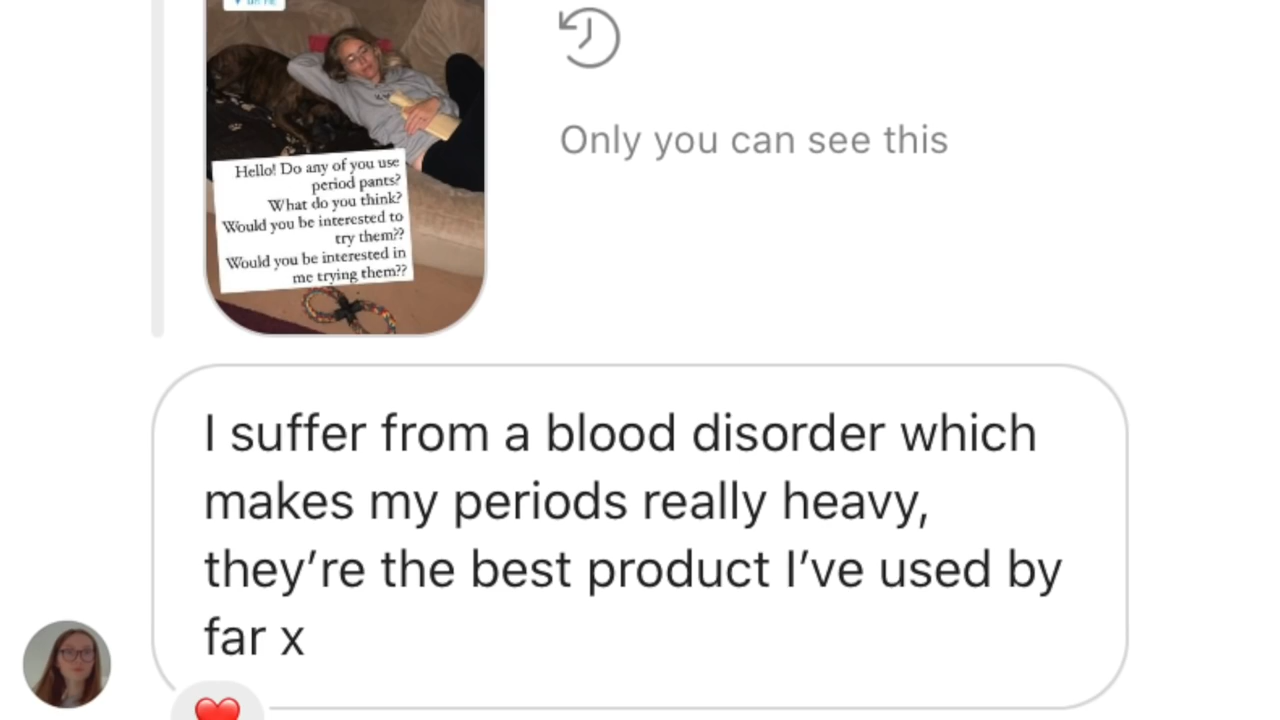 Only you can see this
Hello! Do any of you use
period pants?
What do you think?
Would you be interested to
try them??
Would you be interested in
me trying them??
I suffer from a blood disorder which
makes my periods really heavy,
they’re the best product I’ve used by
far x